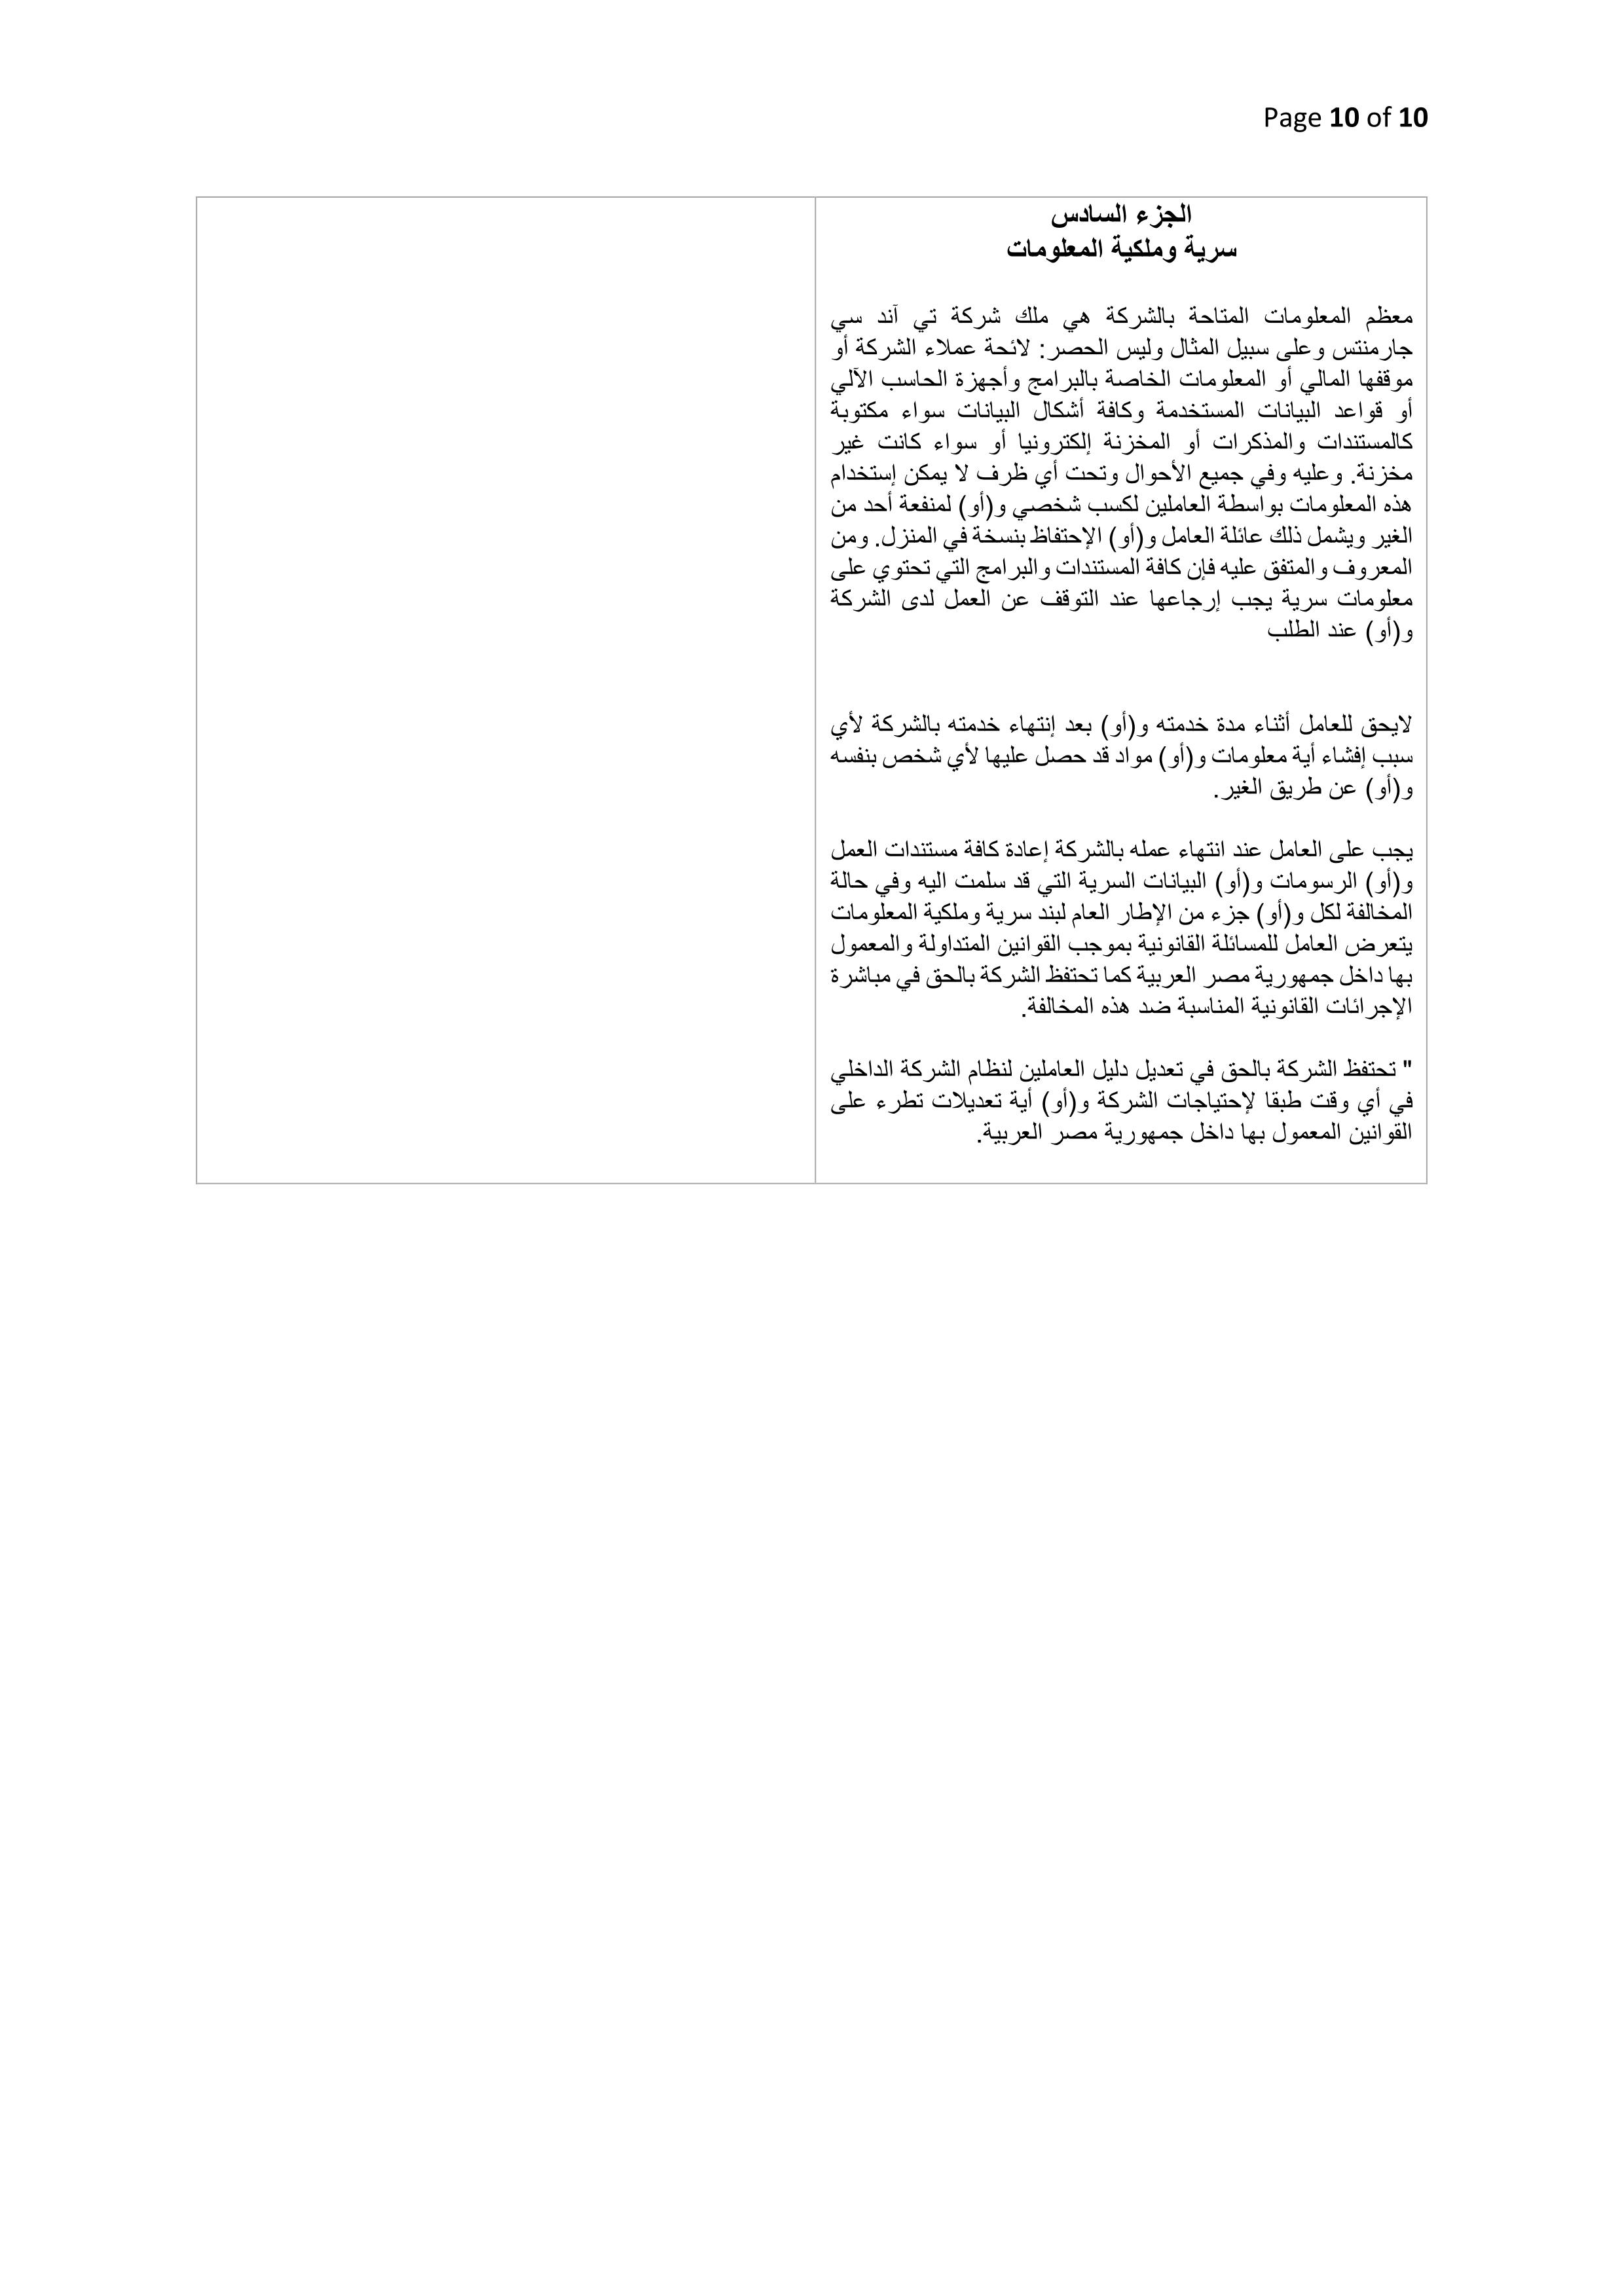 Page 10 of 10
الجزء السادس
سرية وملكية المعلومات
معظم المعلومات المتاحة بالشركة هي ملك شركة تي آند سي
جارمنتس وعلى سبيل المثال وليس الحصر: لائحة عملاء الشركة أو
موقفها المالي أو المعلومات الخاصة بالبرامج وأجهزة الحاسب الآلي
أو قواعد البيانات المستخدمة وكافة أشكال البيانات سواء مكتوبة
كالمستندات والمذكرات أو المخزنة إلكترونيا أو سواء كانت غير
مخزنة. وعليه وفي جميع الأحوال وتحت أي ظرف لا يمكن إستخدام
هذه المعلومات بواسطة العاملين لكسب شخصي و(أو) لمنفعة أحد من
الغير ويشمل ذلك عائلة العامل و(أو) الإحتفاظ بنسخة في المنزل. ومن
المعروف والمتفق عليه فإن كافة المستندات والبرامج التي تحتوي على
معلومات سرية يجب إرجاعها عند التوقف عن العمل لدى الشركة
و(أو) عند الطلب
لايحق للعامل أثناء مدة خدمته و(أو) بعد إنتهاء خدمته بالشركة لأي
سبب إفشاء أية معلومات و(أو) مواد قد حصل عليها لأي شخص بنفسه
و(أو) عن طريق الغير.
يجب على العامل عند انتهاء عمله بالشركة إعادة كافة مستندات العمل
و(أو) الرسومات و(أو) البيانات السرية التي قد سلمت اليه وفي حالة
المخالفة لكل و(أو) جزء من الإطار العام لبند سرية وملكية المعلومات
يتعرض العامل للمسائلة القانونية بموجب القوانين المتداولة والمعمول
بها داخل جمهورية مصر العربية كما تحتفظ الشركة بالحق في مباشرة
الإجرائات القانونية المناسبة ضد هذه المخالفة.
" تحتفظ الشركة بالحق في تعديل دليل العاملين لنظام الشركة الداخلي
في أي وقت طبقا لإحتياجات الشركة و(أو) أية تعديلات تطرء على
القوانين المعمول بها داخل جمهورية مصر العربية.